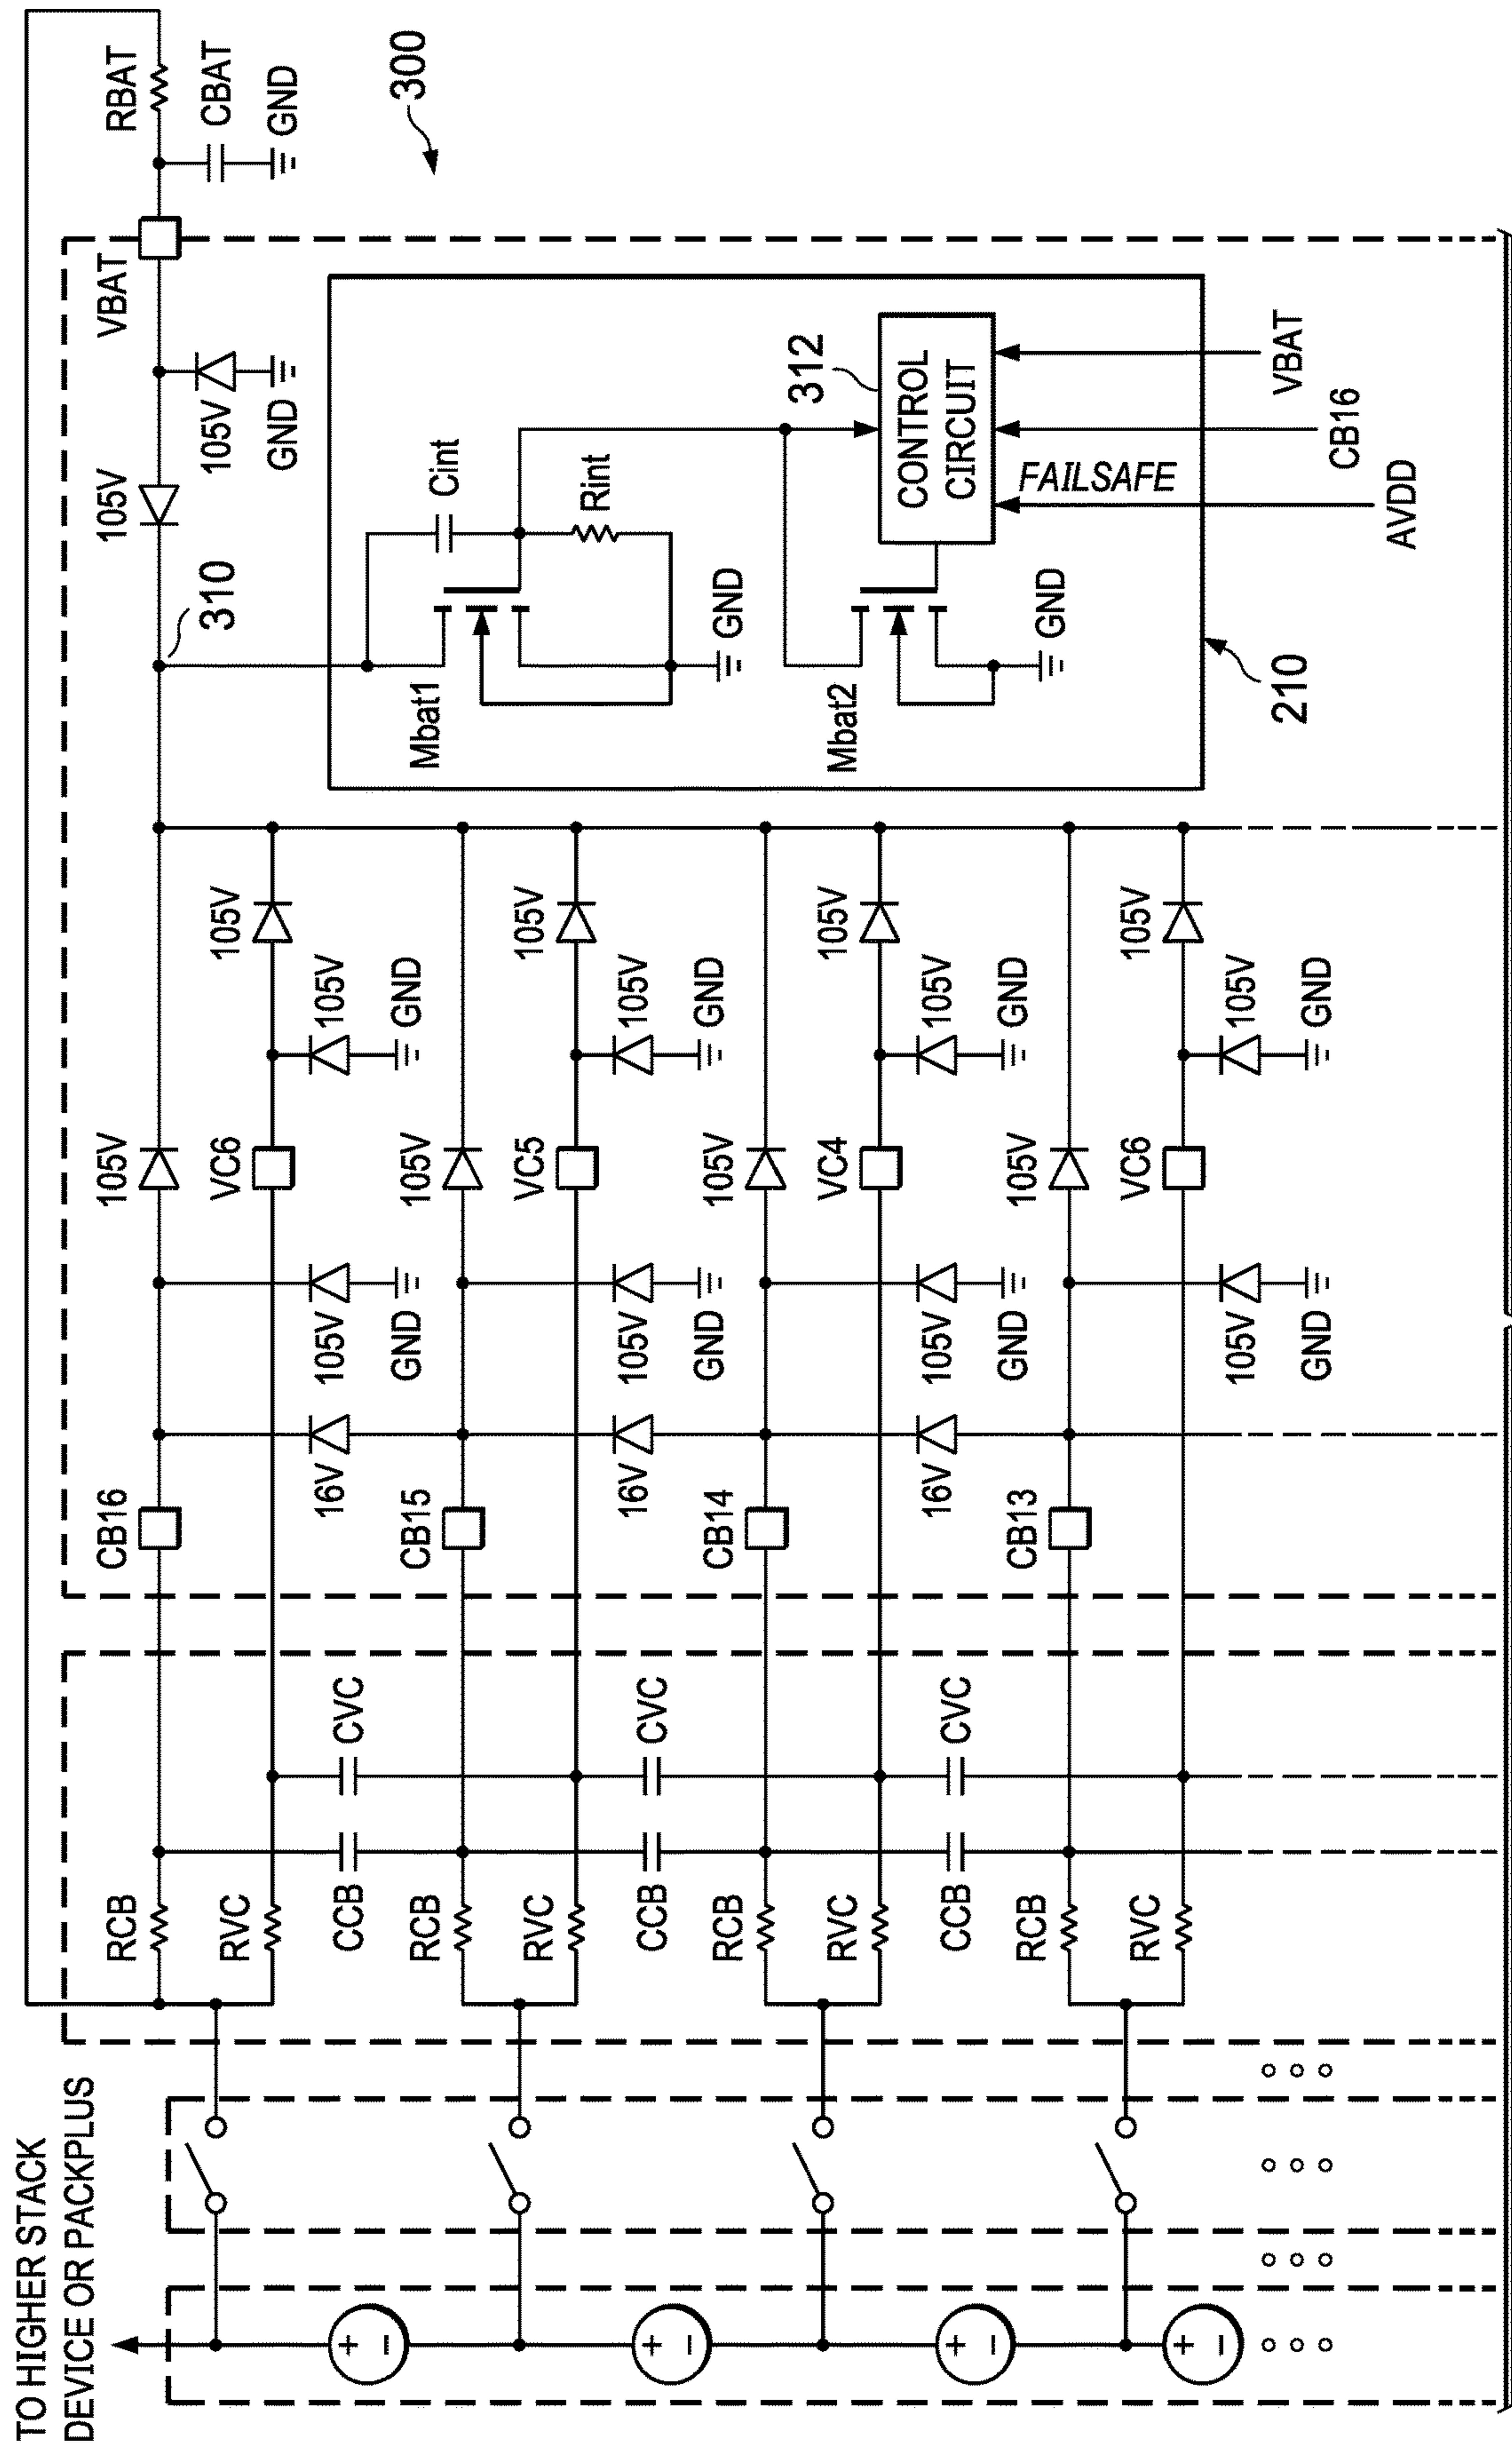 TO HIGHER STACK
DEVICE OR PACKPLUS
RCB
RVC
CCB
CVC
RCB
RVC
CCB
CVC
RCB
RVC
CCB
CVC
RCB
RVC
CB16
16V
105V
GND
105V
VC6
105V
GND
105V
CB15
16V
105V
GND
105V
VC5
105V
GND
105V
CB14
16V
105V
GND
105V
VC4
105V
GND
105V
CB13
105V
GND
105V
VC6
105V
GND
105V
310
105V
105V
GND
VBAT
RBAT
CBAT
GND
300
Mbat1
Cint
Rint
GND
Mbat2
GND
312
CONTROL
CIRCUIT
FAILSAFE
AVDD
CB16
VBAT
210